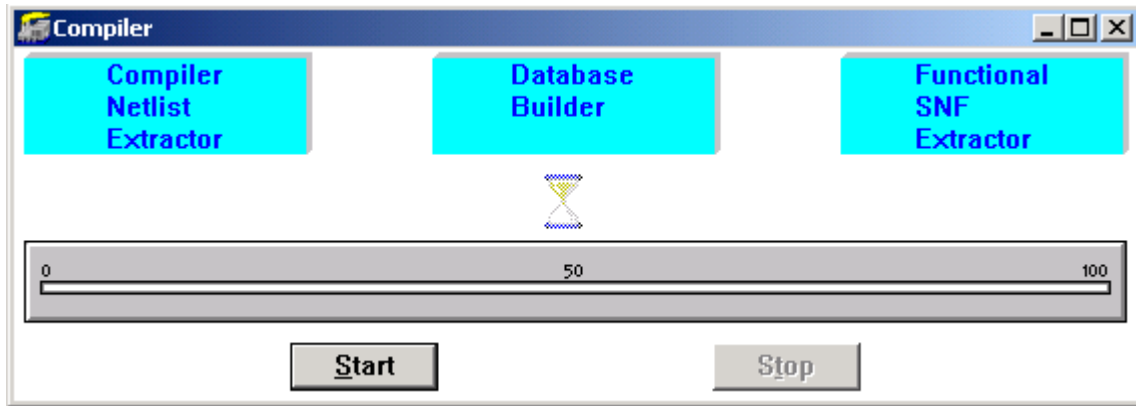 Compiler
Compiler
Netlist
Extractor
Database
Builder
Functional
SNF
Extractor
0 50 100
Start Stop